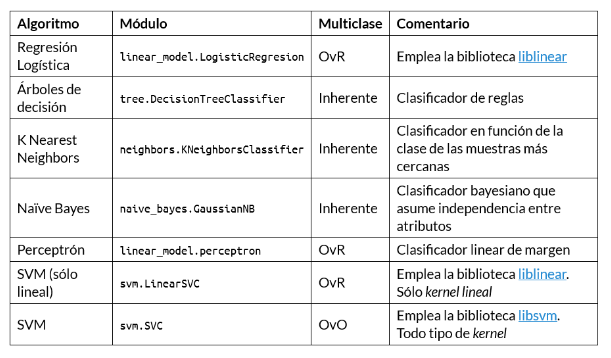 Algoritmo Módulo Multiclase Comentario
Regresión
Logística
linear_model.LogisticRegresion
OvR
Emplea la biblioteca liblinear
Árboles de
decisión
tree.DecisionTreeClassifier
Inherente
Clasificador de reglas
K Nearest
Neighbors
neighbors.KNeighborsClassifier
Inherente
Clasificador en función de la
clase de las muestras más
cercanas
Naïve Bayes
naive_bayes.GaussianNB
Inherente
Clasificador bayesiano que
asume independencia entre
atributos
Perceptrón
linear_model.perceptron
OvR
Clasificador linear de margen
SVM (sólo
lineal)
svm.LinearSVC
OvR
Emplea la biblioteca liblinear.
Sólo kernel lineal
SVM
svm.SVC
OvO
Emplea la biblioteca libsvm.
Todo tipo de kernel